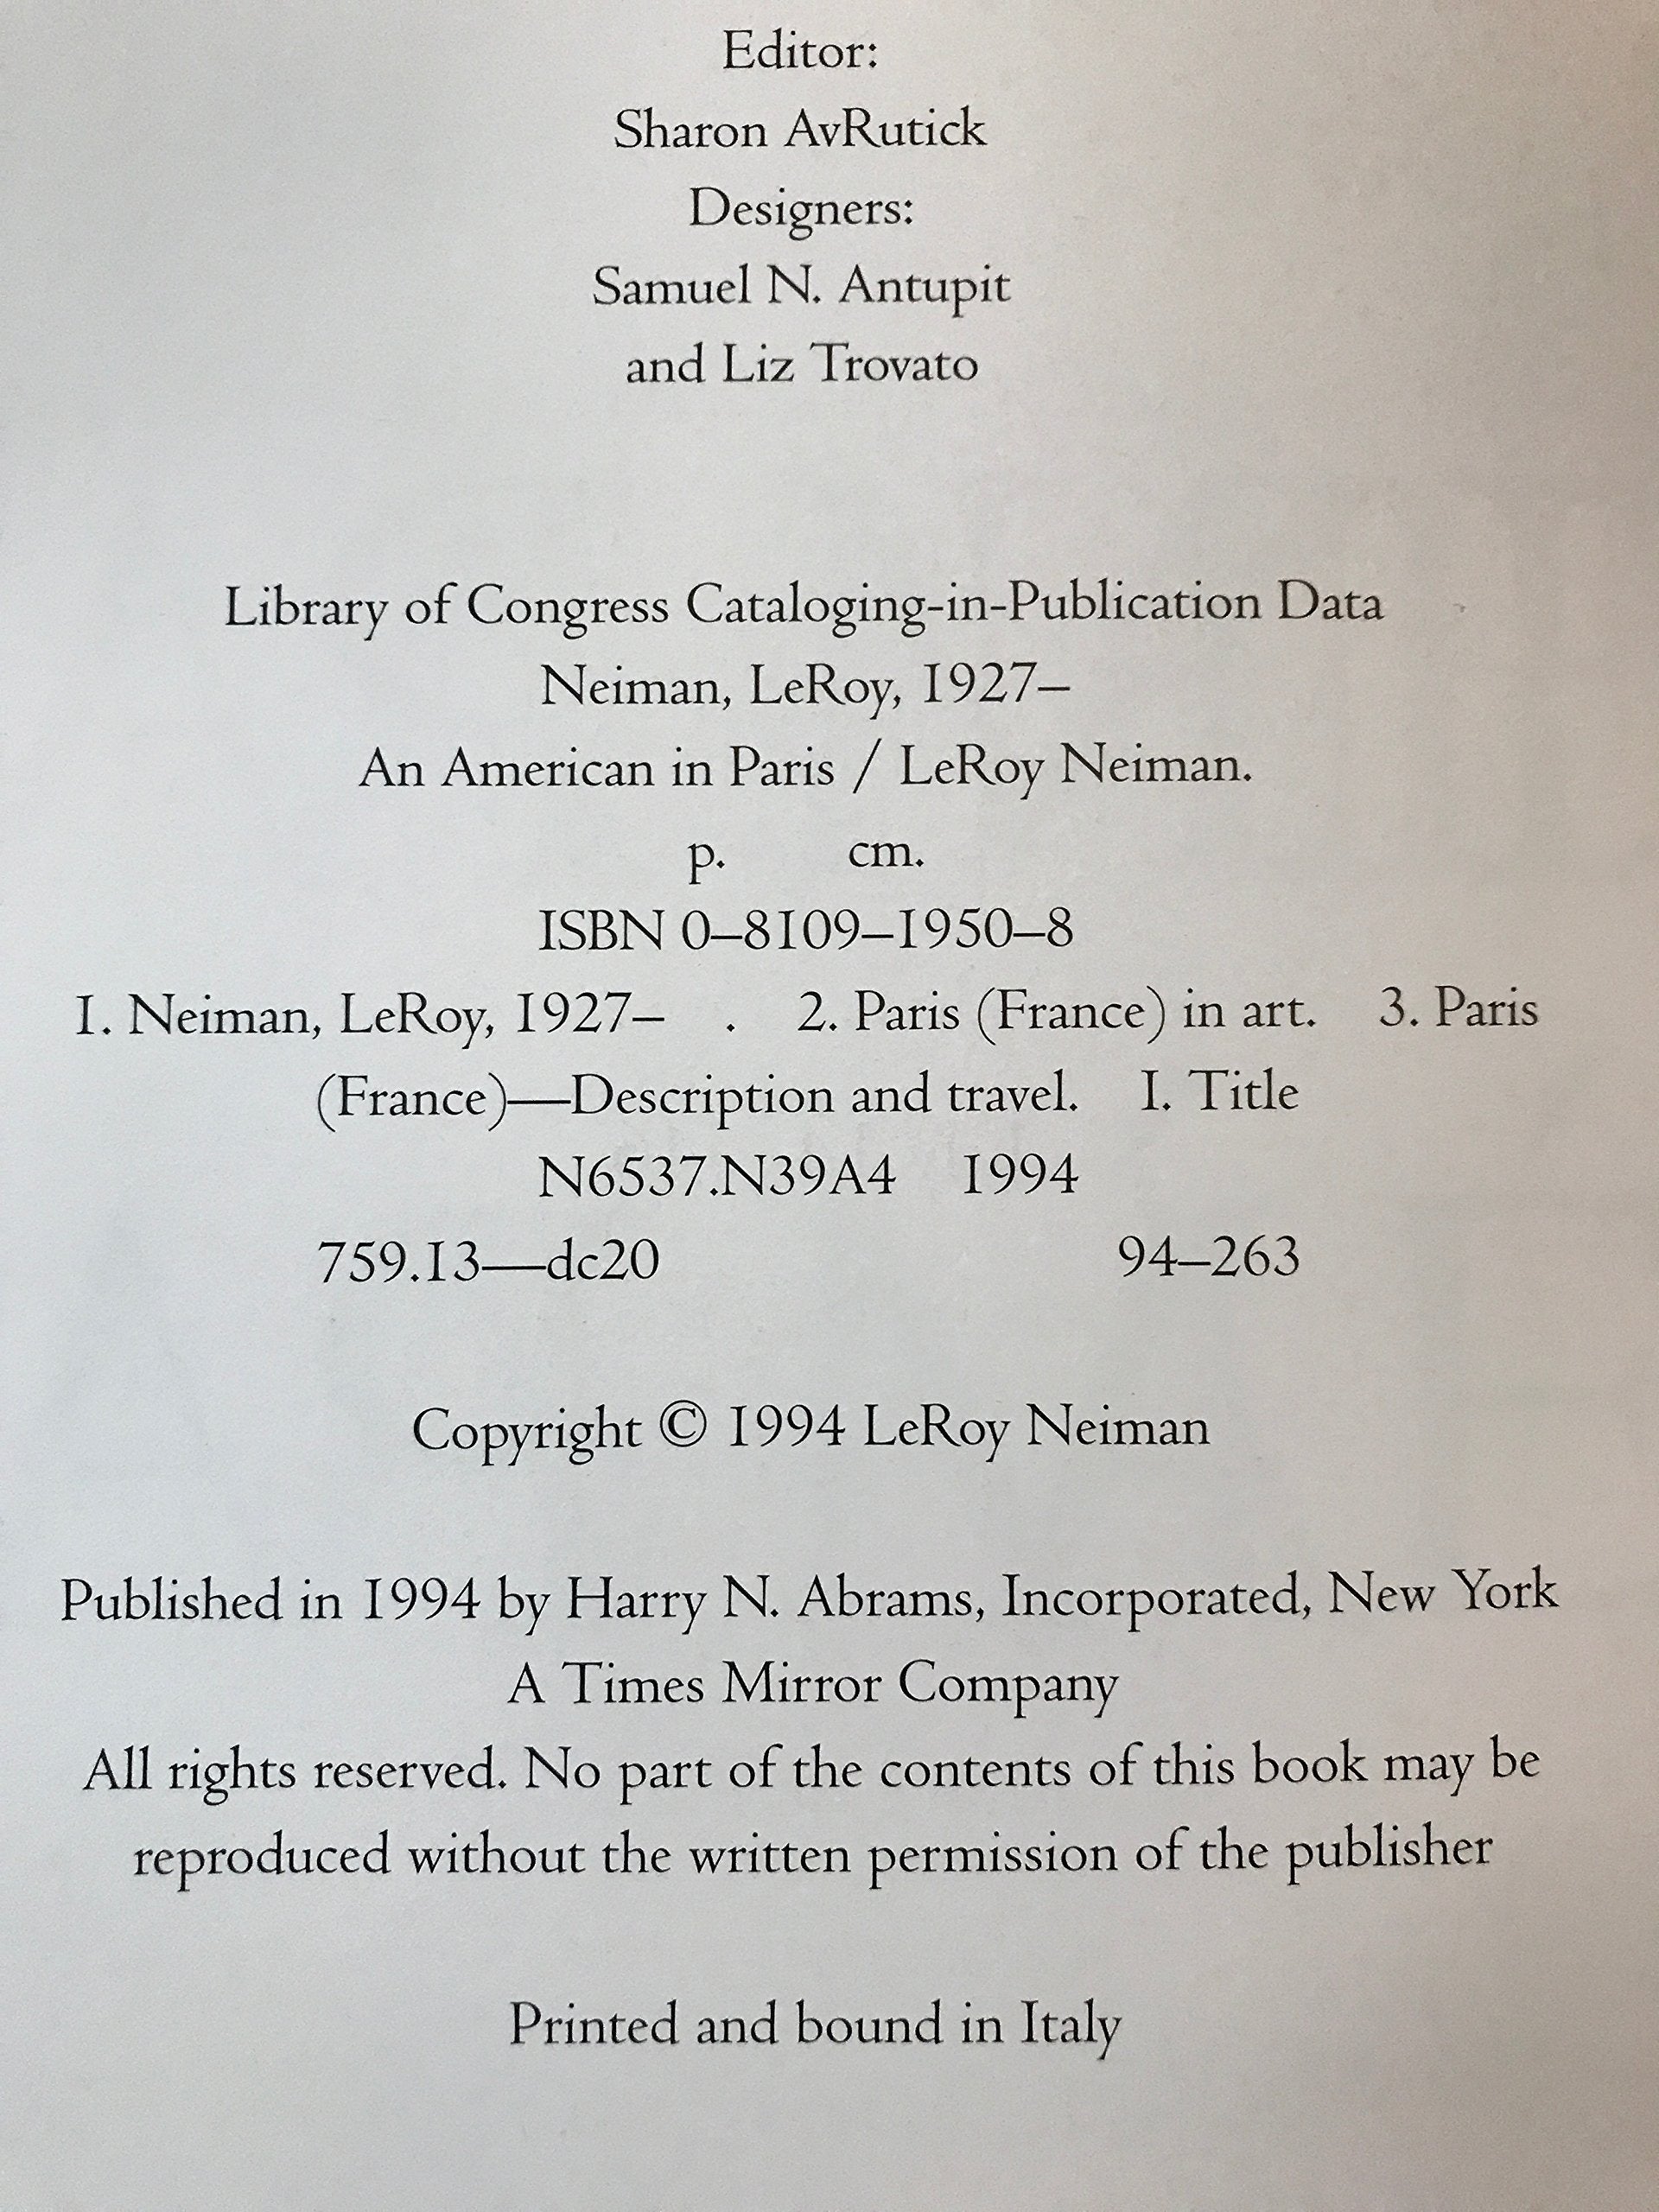 Editor:
Sharon AvRutick
Designers:
Samuel N. Antupit
and Liz Trovato
Library of Congress Cataloging-in-Publication Data
Neiman, LeRoy, 1927–
An American in Paris / LeRoy Neiman.
p. cm.
ISBN 0–8109–1950–8
1. Neiman, LeRoy, 1927– . 2. Paris (France) in art. 3. Paris
(France)—Description and travel. I. Title
N6537.N39A4 1994
759.13—dc20 94–263
Copyright © 1994 LeRoy Neiman
Published in 1994 by Harry N. Abrams, Incorporated, New York
A Times Mirror Company
All rights reserved. No part of the contents of this book may be
reproduced without the written permission of the publisher
Printed and bound in Italy